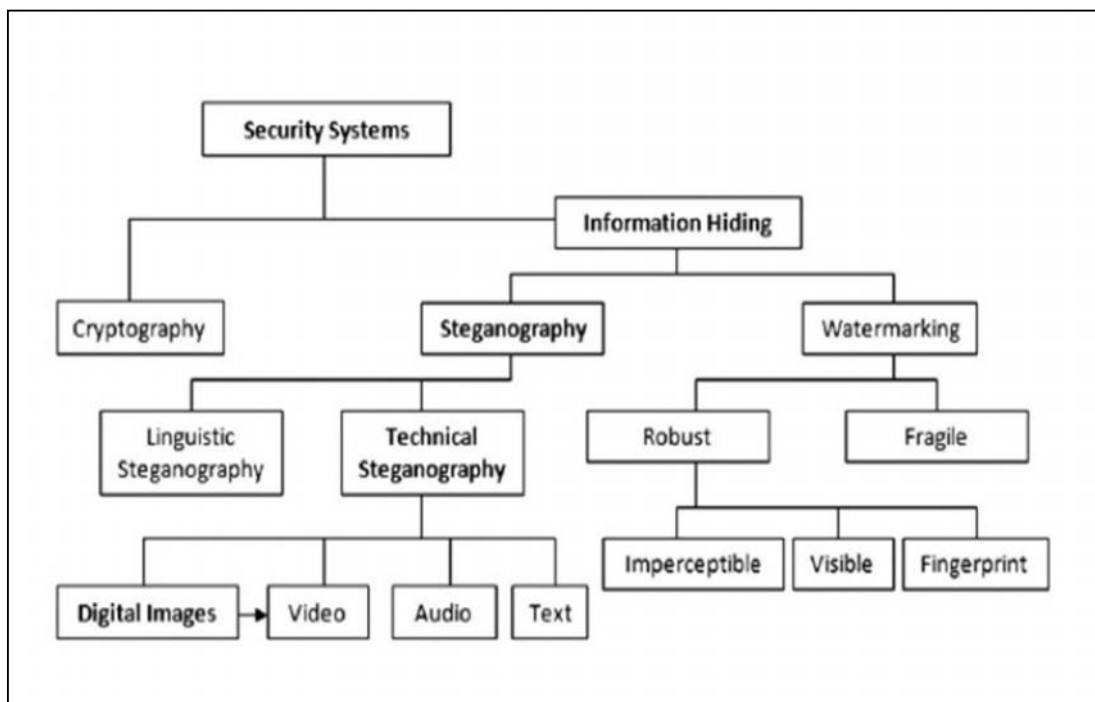 Security Systems
Information Hiding
Cryptography
Steganography
Watermarking
Linguistic
Steganography
Technical
Steganography
Robust
Fragile
Imperceptible
Visible
Fingerprint
Digital Images
Video
Audio
Text